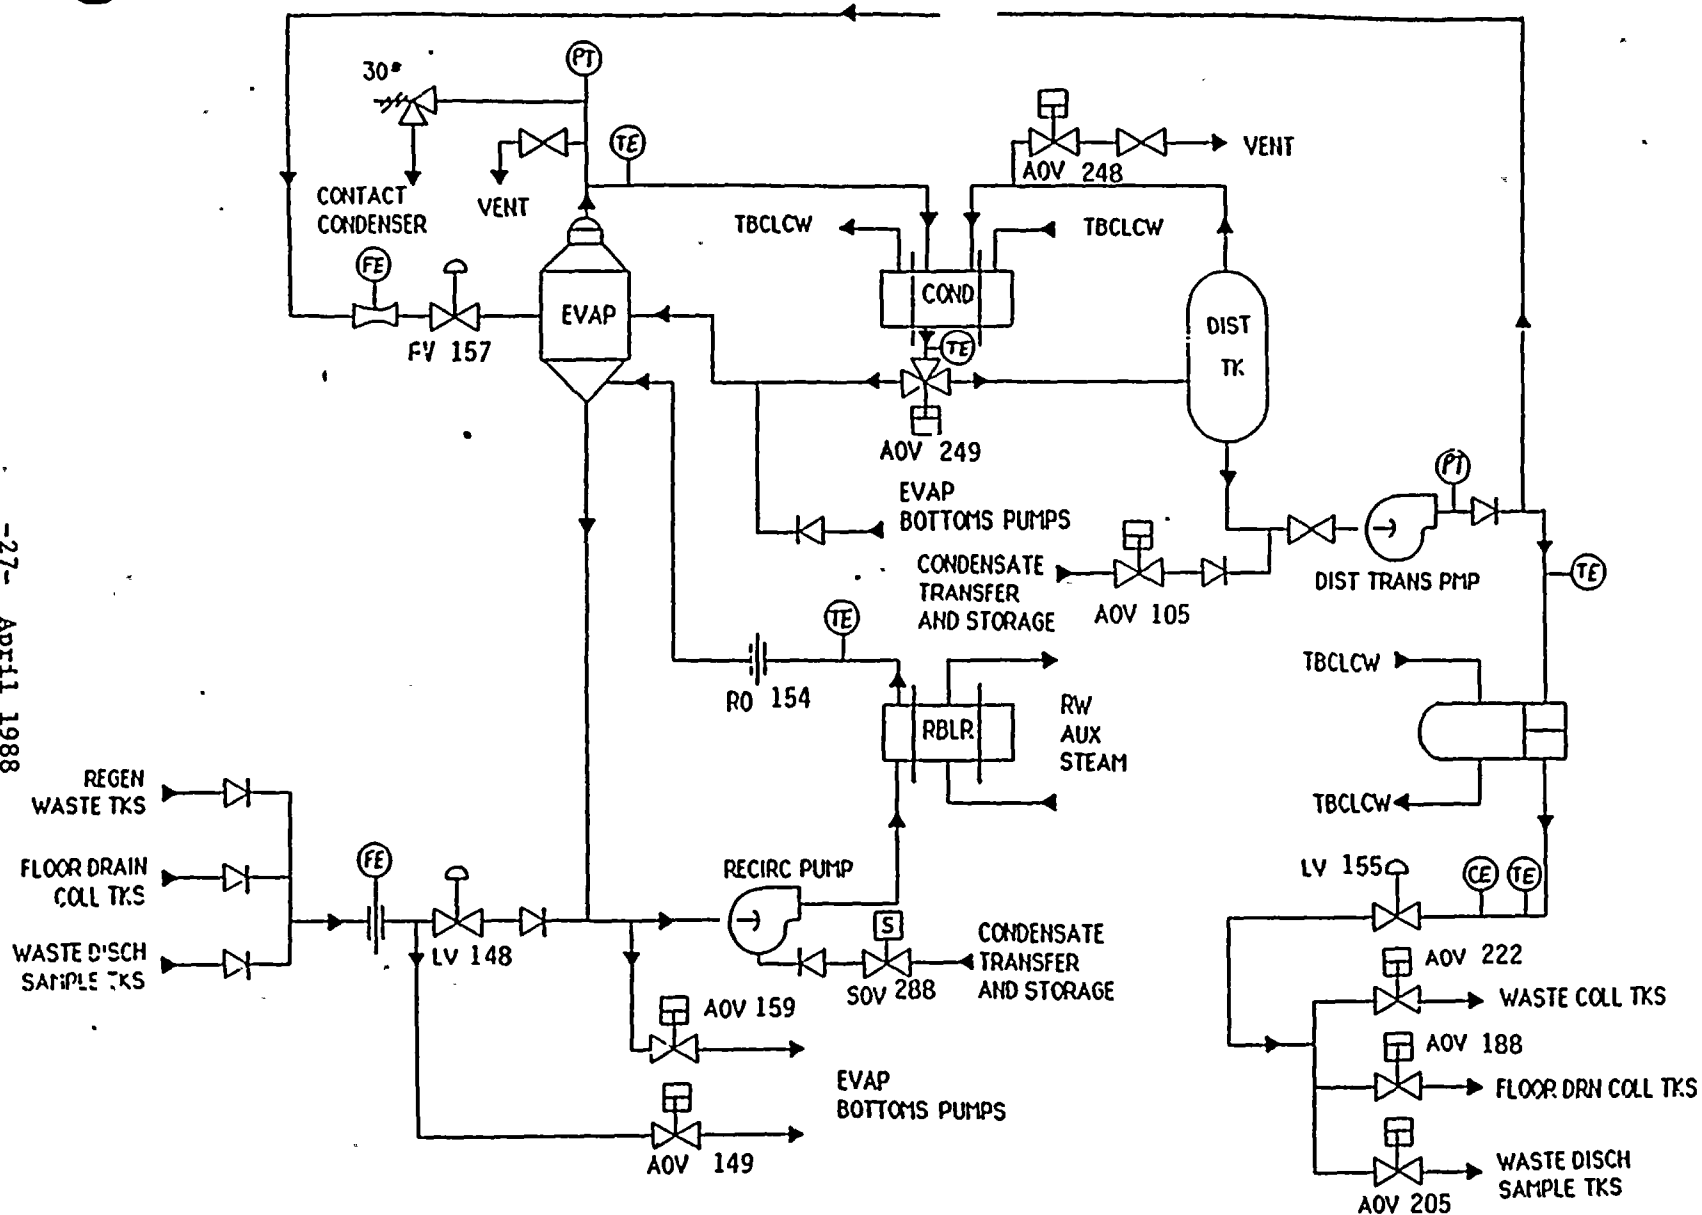 PT
30#
TE
VENT
CONTACT
CONDENSER
AOV 248
VENT
TBCLCW
TBCLCW
FE
EVAP
COND
DIST
TK
FV 157
TE
AOV 249
PT
EVAP
BOTTOMS PUMPS
CONDENSATE
TRANSFER
AND STORAGE
AOV 105
DIST TRANS PMP
TE
TE
RO 154
RBLR
RW
AUX
STEAM
TBCLCW
TBCLCW
-27- April 1988
REGEN
WASTE TKS
FLOOR DRAIN
COLL TKS
WASTE DISCH
SAMPLE TKS
FE
LV 148
RECIRC PUMP
S
SOV 288
CONDENSATE
TRANSFER
AND STORAGE
AOV 159
EVAP
BOTTOMS PUMPS
AOV 149
LV 155
CE
TE
AOV 222
WASTE COLL TKS
AOV 188
FLOOR DRN COLL TKS
WASTE DISCH
SAMPLE TKS
AOV 205